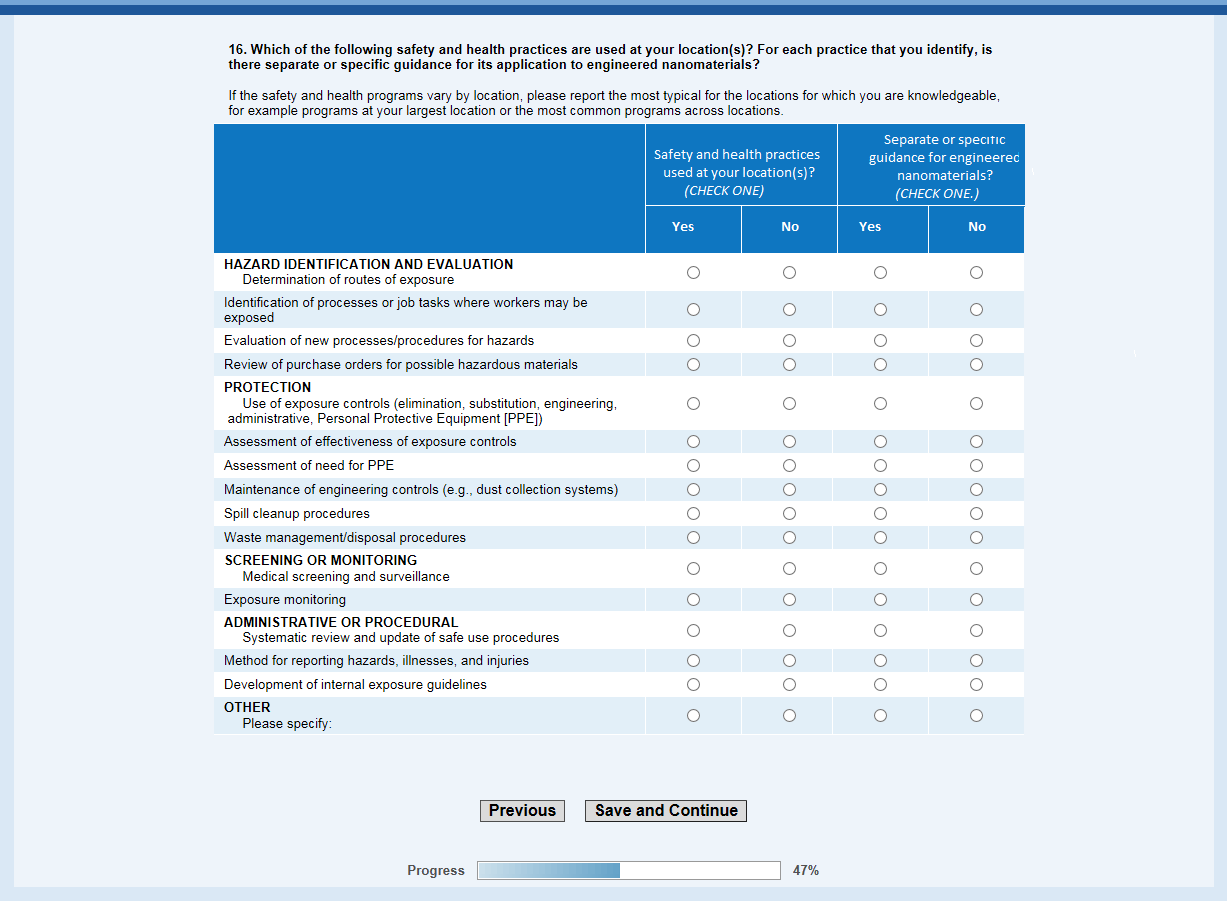 16. Which of the following safety and health practices are used at your location(s)? For each practice that you identify, is
there separate or specific guidance for its application to engineered nanomaterials?
If the safety and health programs vary by location, please report the most typical for the locations for which you are knowledgeable,
for example programs at your largest location or the most common programs across locations.
Safety and health practices
used at your location(s)?
(CHECK ONE)
Separate or specific
guidance for engineered
nanomaterials?
(CHECK ONE.)
Yes No Yes No
HAZARD IDENTIFICATION AND EVALUATION
Determination of routes of exposure
Identification of processes or job tasks where workers may be
exposed
Evaluation of new processes/procedures for hazards
Review of purchase orders for possible hazardous materials
PROTECTION
Use of exposure controls (elimination, substitution, engineering,
administrative, Personal Protective Equipment [PPE])
Assessment of effectiveness of exposure controls
Assessment of need for PPE
Maintenance of engineering controls (e.g., dust collection systems)
Spill cleanup procedures
Waste management/disposal procedures
SCREENING OR MONITORING
Medical screening and surveillance
Exposure monitoring
ADMINISTRATIVE OR PROCEDURAL
Systematic review and update of safe use procedures
Method for reporting hazards, illnesses, and injuries
Development of internal exposure guidelines
OTHER
Please specify:
Previous Save and Continue
Progress 47%